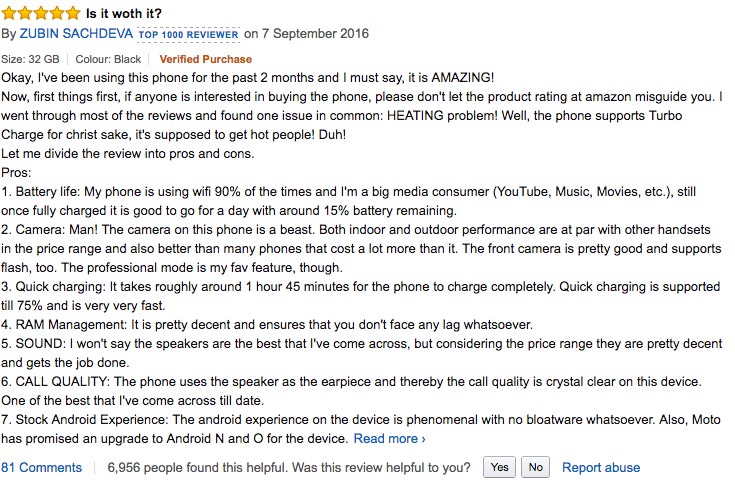 Is it woth it?
By ZUBIN SACHDEVA TOP 1000 REVIEWER on 7 September 2016
Size: 32 GB Colour: Black Verified Purchase
Okay, I've been using this phone for the past 2 months and I must say, it is AMAZING!
Now, first things first, if anyone is interested in buying the phone, please don't let the product rating at amazon misguide you. I
went through most of the reviews and found one issue in common: HEATING problem! Well, the phone supports Turbo
Charge for christ sake, it's supposed to get hot people! Duh!
Let me divide the review into pros and cons.
Pros:
1. Battery life: My phone is using wifi 90% of the times and I'm a big media consumer (YouTube, Music, Movies, etc.), still
once fully charged it is good to go for a day with around 15% battery remaining.
2. Camera: Man! The camera on this phone is a beast. Both indoor and outdoor performance are at par with other handsets
in the price range and also better than many phones that cost a lot more than it. The front camera is pretty good and supports
flash, too. The professional mode is my fav feature, though.
3. Quick charging: It takes roughly around 1 hour 45 minutes for the phone to charge completely. Quick charging is supported
till 75% and is very very fast.
4. RAM Management: It is pretty decent and ensures that you don't face any lag whatsoever.
5. SOUND: I won't say the speakers are the best that I've come across, but considering the price range they are pretty decent
and gets the job done.
6. CALL QUALITY: The phone uses the speaker as the earpiece and thereby the call quality is crystal clear on this device.
One of the best that I've come across till date.
7. Stock Android Experience: The android experience on the device is phenomenal with no bloatware whatsoever. Also, Moto
has promised an upgrade to Android N and O for the device. Read more ›
81 Comments 6,956 people found this helpful. Was this review helpful to you? Yes No Report abuse